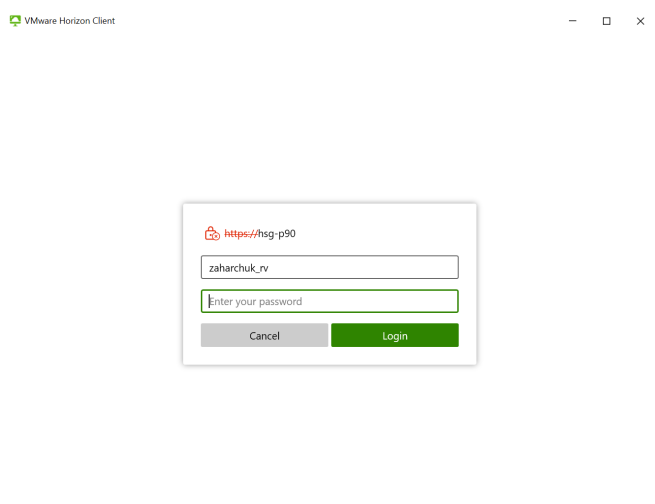 VMware Horizon Client
https://hsg-p90
zaharchuk_rv
Enter your password
Cancel
Login